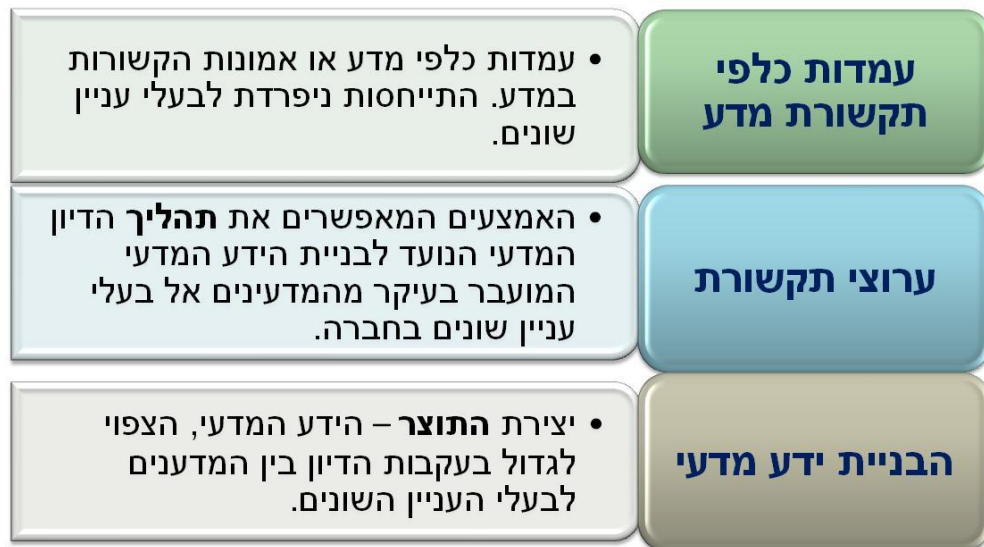 עמדות כלפי
תקשורת מדע
• עמדות כלפי מדע או אמונות הקשורות
במדע. התייחסות ניפרדת לבעלי עניין
שונים.
ערוצי תקשורת
• האמצעים המאפשרים את תהליך הדיון
המדעי הנועד לבניית הידע המדעי
המועבר בעיקר מהמדעינים אל בעלי
עניין שונים בחברה.
הבניית ידע מדעי
• יצירת התוצר – הידע המדעי, הצפוי
לגדול בעקבות הדיון בין המדענים
לבעלי העניין השונים.